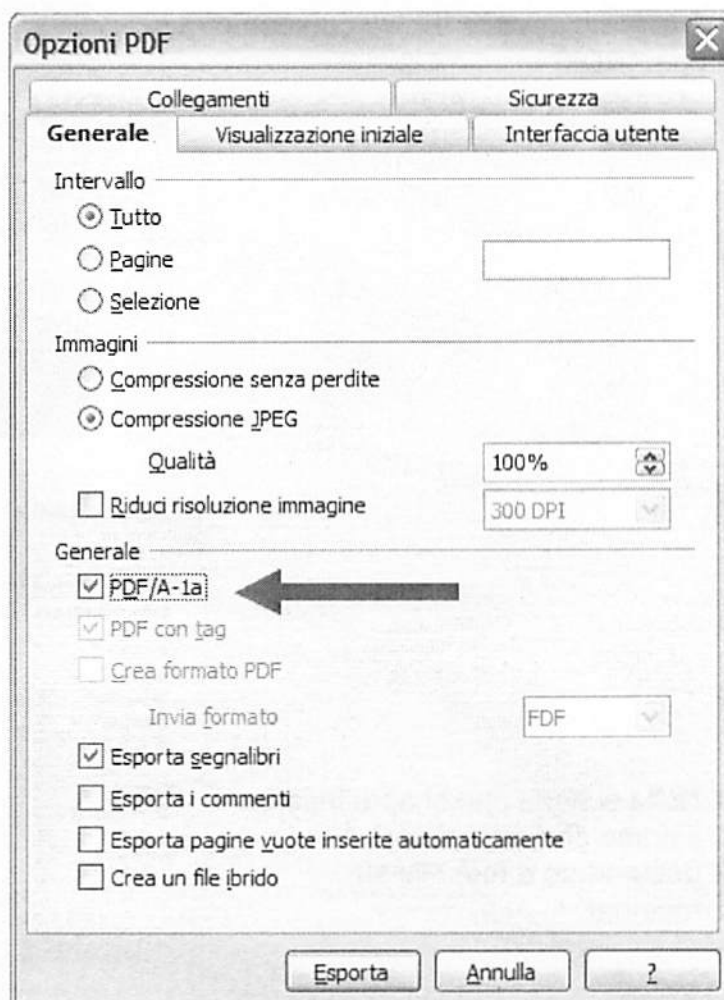 Opzioni PDF
Collegamenti Sicurezza
Generale Visualizzazione iniziale Interfaccia utente
Intervallo
Tutto
Pagine
Selezione
Immagini
Compressione senza perdite
Compressione JPEG
Qualità 100%
Riduci risoluzione immagine 300 DPI
Generale
PDF/A-1a
PDF con tag
Crea formato PDF
Invia formato FDF
Esporta segnalibri
Esporta i commenti
Esporta pagine vuote inserite automaticamente
Crea un file ibrido
Esporta Annulla ?